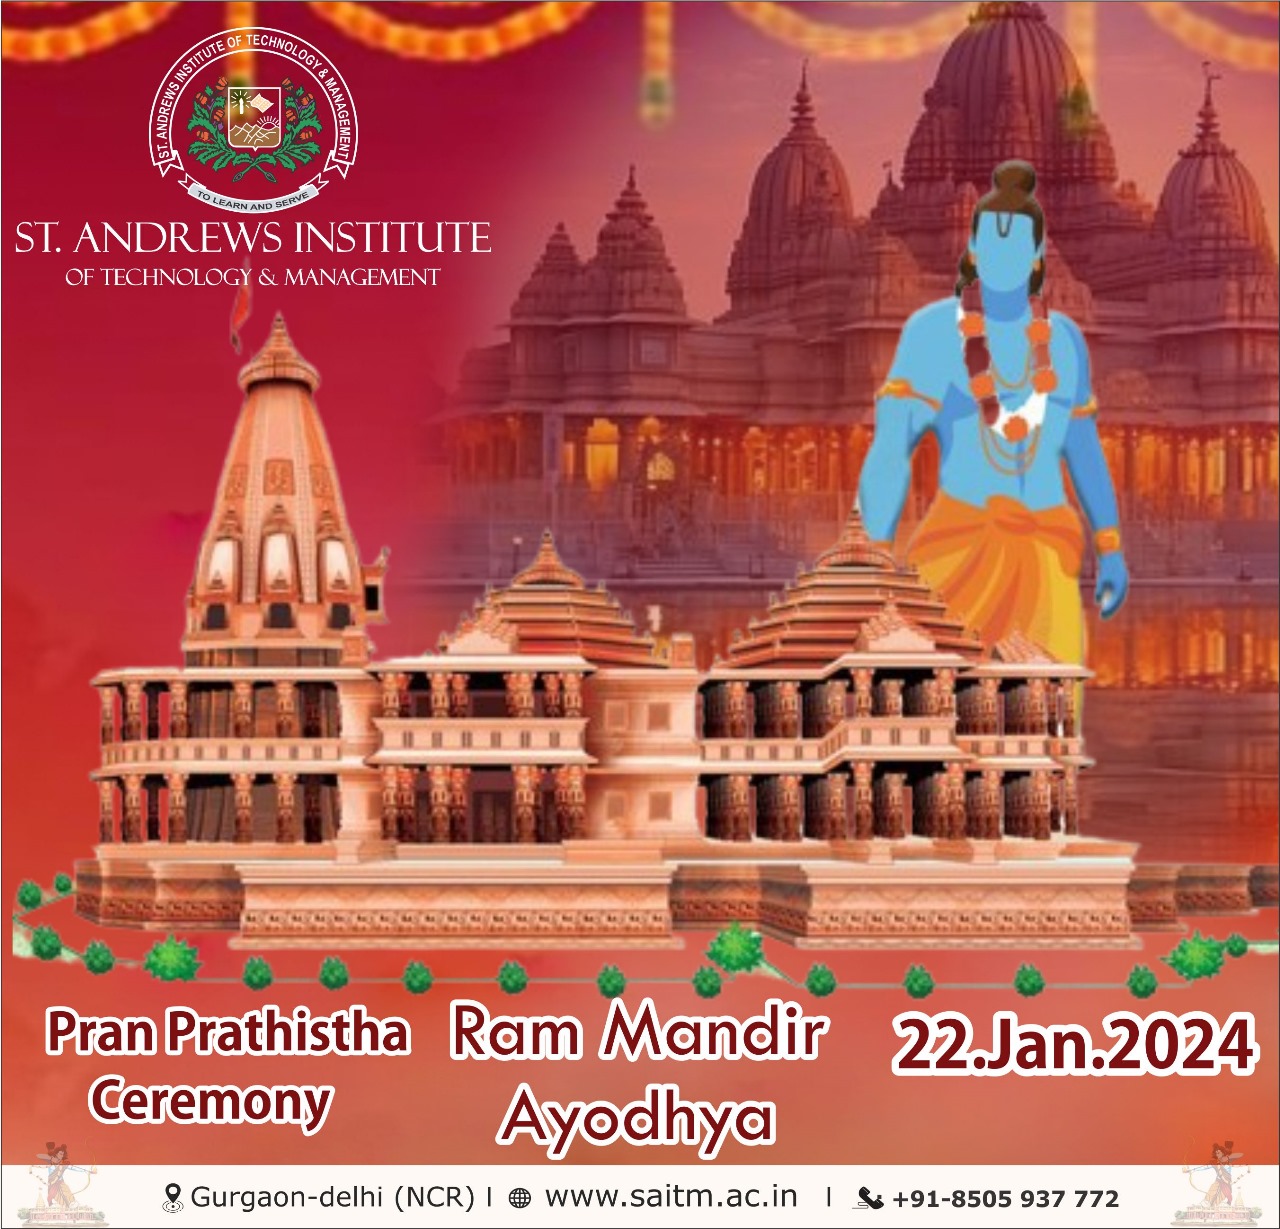 ST. ANDREWS INSTITUTE OF TECHNOLOGY & MANAGEMENT
TO LEARN AND SERVE
ST. ANDREWS INSTITUTE
OF TECHNOLOGY & MANAGEMENT
Pran Prathistha
Ceremony
Ram Mandir
Ayodhya
22.Jan.2024
Gurgaon-delhi (NCR) I www.saitm.ac.in I +91-8505 937 772